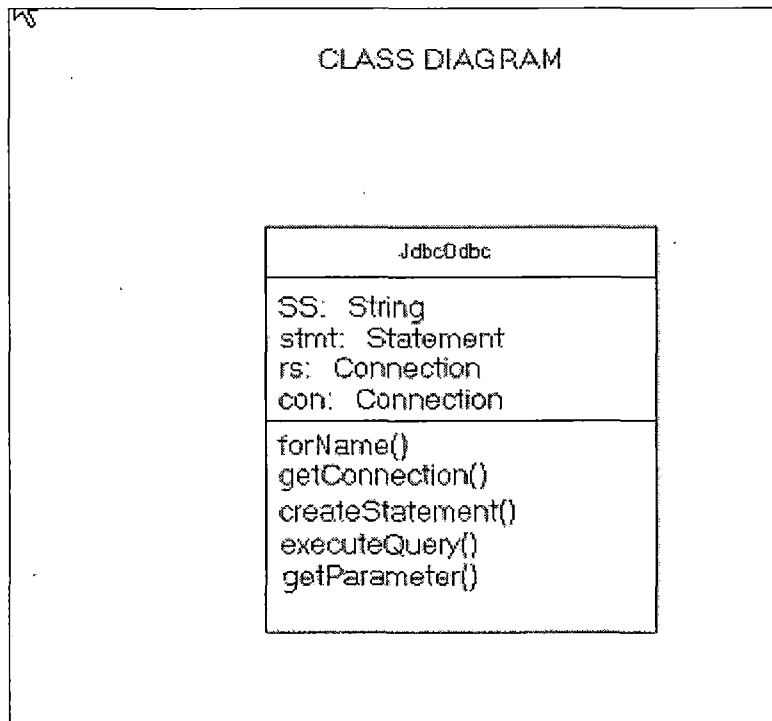 CLASS DIAGRAM
JdbcOdbc
SS: String
stmt: Statement
rs: Connection
con: Connection
forName()
getConnection()
createStatement()
executeQuery()
getParameter()